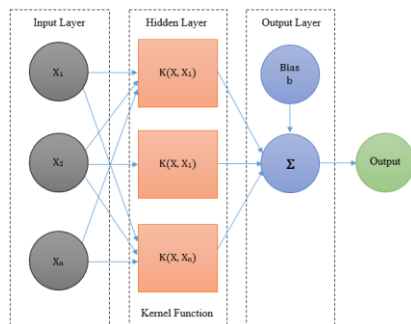 Input Layer
Hidden Layer
Output Layer
X1
K(X, X1)
Bias
b
X2
K(X, X1)
Σ
Output
Xn
K(X, Xn)
Kernel Function